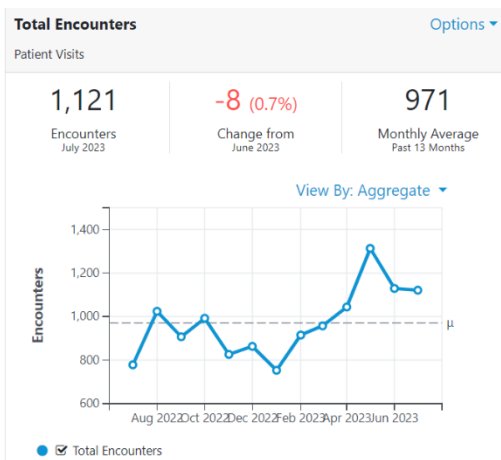 Total Encounters Options
Patient Visits
1,121 -8 (0.7%) 971
Encounters Change from Monthly Average
July 2023 June 2023 Past 13 Months
View By: Aggregate
1,400
1,200
1,000
800
600
Encounters
μ
Aug 2022 Oct 2022 Dec 2022 Feb 2023 Apr 2023 Jun 2023
Total Encounters